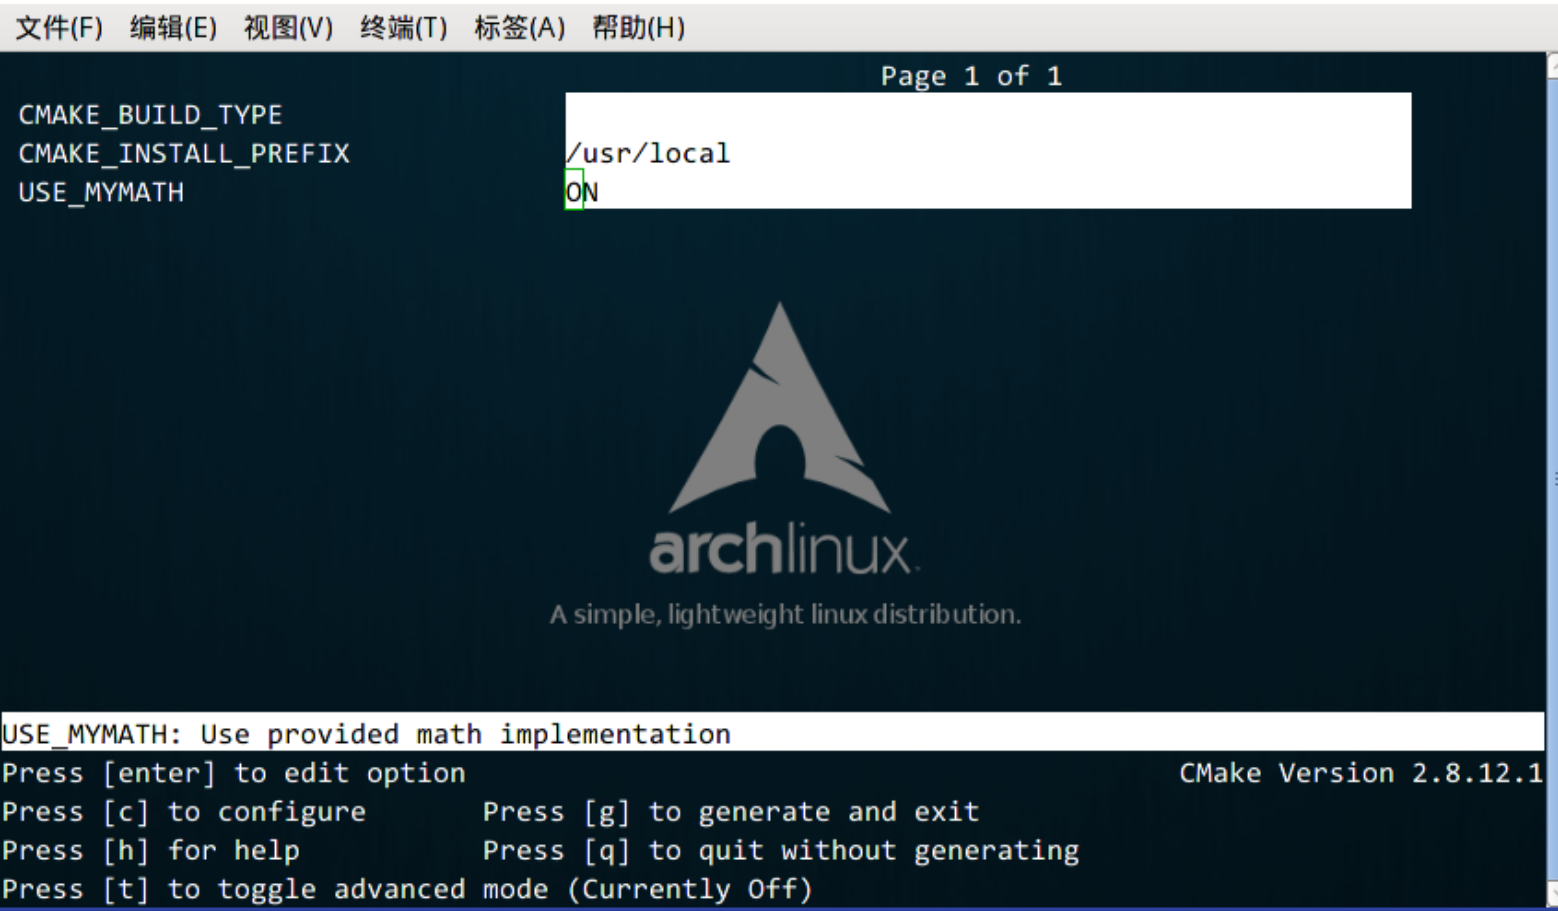 文件(F) 编辑(E) 视图(V) 终端(T) 标签(A) 帮助(H)
Page 1 of 1
CMAKE_BUILD_TYPE
CMAKE_INSTALL_PREFIX /usr/local
USE_MYMATH ON
archlinux
A simple, lightweight linux distribution.
USE_MYMATH: Use provided math implementation
Press [enter] to edit option CMake Version 2.8.12.1
Press [c] to configure Press [g] to generate and exit
Press [h] for help Press [q] to quit without generating
Press [t] to toggle advanced mode (Currently Off)